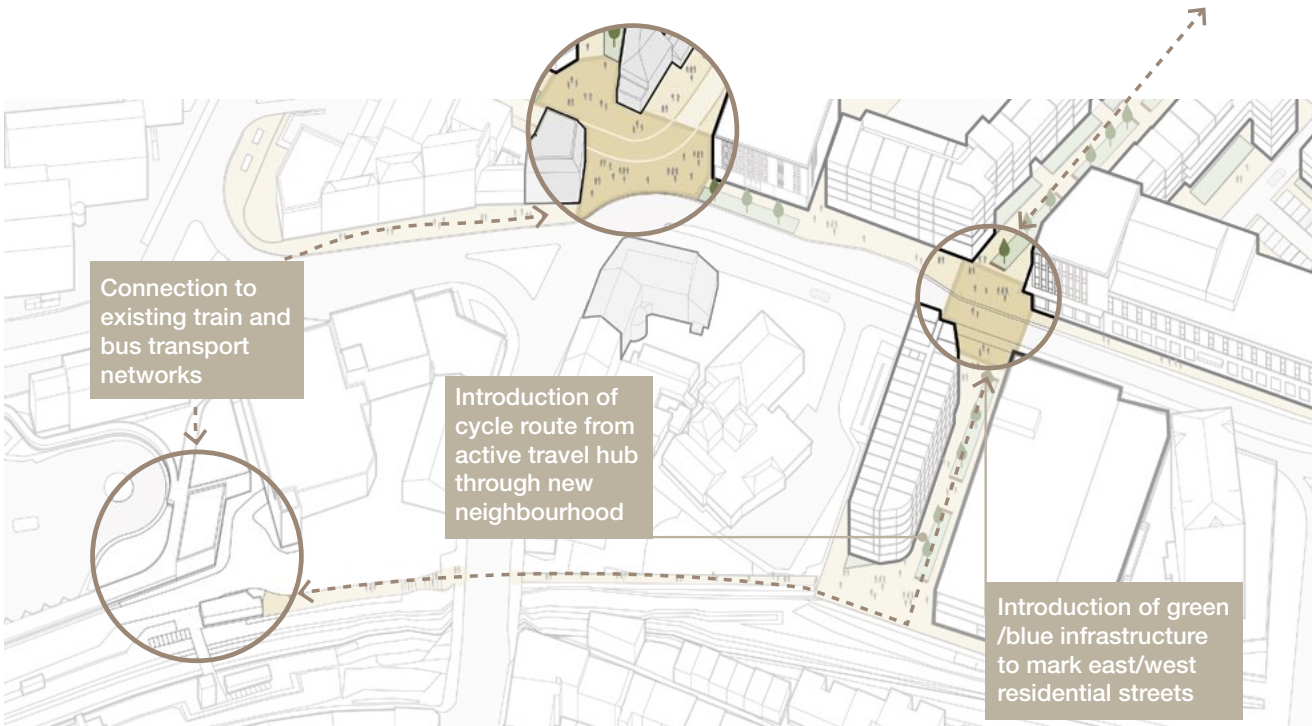 Connection to
existing train and
bus transport
networks
Introduction of
cycle route from
active travel hub
through new
neighbourhood
Introduction of green
/blue infrastructure
to mark east/west
residential streets